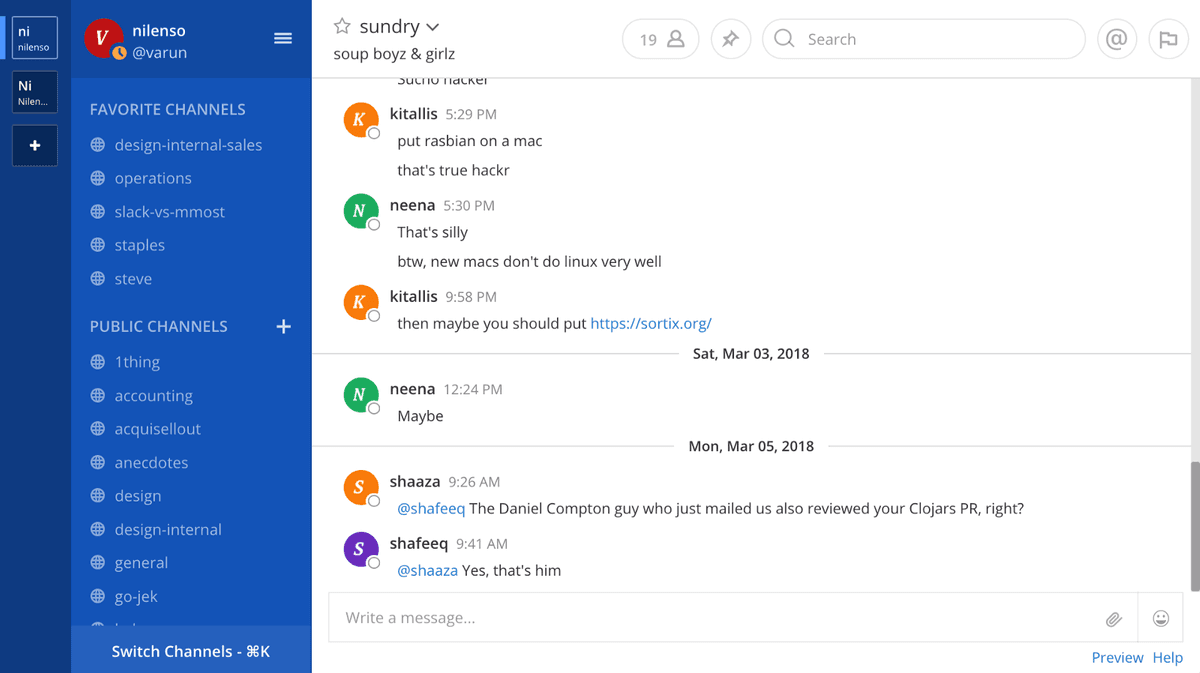 ni
nilenso
Ni
Nilen...
+
V
nilenso
@varun
FAVORITE CHANNELS
design-internal-sales
operations
slack-vs-mmost
staples
steve
PUBLIC CHANNELS +
1thing
accounting
acquisellout
anecdotes
design
design-internal
general
go-jek
Switch Channels - ⌘K
sundry
soup boyz & girlz
19
Search
@
Sucho hacker
K
kitallis 5:29 PM
put rasbian on a mac
that's true hackr
N
neena 5:30 PM
That's silly
btw, new macs don't do linux very well
K
kitallis 9:58 PM
then maybe you should put https://sortix.org/
Sat, Mar 03, 2018
N
neena 12:24 PM
Maybe
Mon, Mar 05, 2018
S
shaaza 9:26 AM
@shafeeq The Daniel Compton guy who just mailed us also reviewed your Clojars PR, right?
S
shafeeq 9:41 AM
@shaaza Yes, that's him
Write a message...
Preview Help